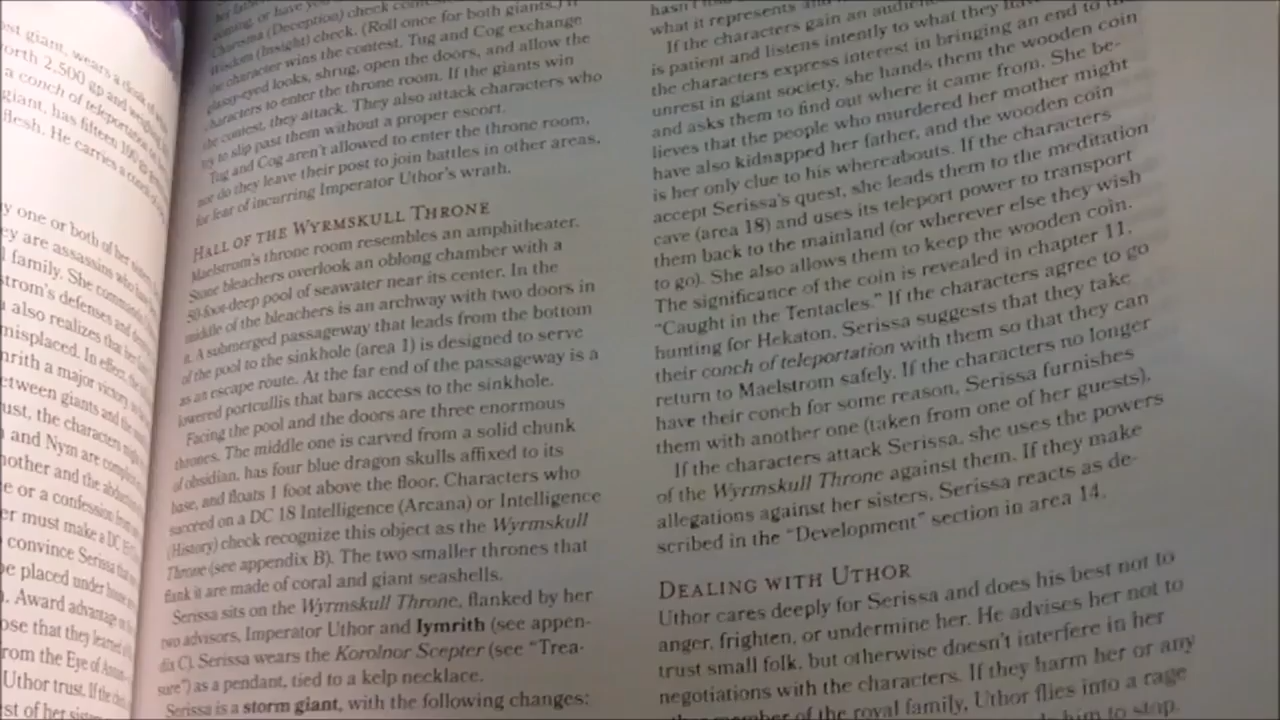 ost giant, wears a cloak
orth 2,500 gp and
a conch of teleportation
giant, has fifteen 100 gp
flesh. He carries a
y one or both of her
ey are assassins who
l family. She
strom's defenses and
also realizes that
misplaced. In effect, the
nrith a major victory
etween giants and the
ust, the characters
and Nym are
nother and the
e or a confession from
er must make a DC
convince Serissa that
be placed under house
). Award advantage
ose that they learned
rom the Eye of
Uthor trust. If the
st of her
her
coming, or have
Charisma (Deception) check
Wisdom (Insight) check. (Roll once for both giants.) If
the character wins the contest, Tug and Cog exchange
glassy-eyed looks, shrug, open the doors, and allow the
characters to enter the throne room. If the giants win
the contest, they attack. They also attack characters who
try to slip past them without a proper escort.
Tug and Cog aren't allowed to enter the throne room,
nor do they leave their post to join battles in other areas,
for fear of incurring Imperator Uthor's wrath.
HALL OF THE WYRMSKULL THRONE
Maelstrom's throne room resembles an amphitheater.
Stone bleachers overlook an oblong chamber with a
50-foot-deep pool of seawater near its center. In the
middle of the bleachers is an archway with two doors in
it. A submerged passageway that leads from the bottom
of the pool to the sinkhole (area 1) is designed to serve
as an escape route. At the far end of the passageway is a
lowered portcullis that bars access to the sinkhole.
Facing the pool and the doors are three enormous
thrones. The middle one is carved from a solid chunk
of obsidian, has four blue dragon skulls affixed to its
base, and floats 1 foot above the floor. Characters who
succeed on a DC 18 Intelligence (Arcana) or Intelligence
(History) check recognize this object as the Wyrmskull
Throne (see appendix B). The two smaller thrones that
flank it are made of coral and giant seashells.
Serissa sits on the Wyrmskull Throne, flanked by her
two advisors, Imperator Uthor and Iymrith (see appen-
dix C). Serissa wears the Korolnor Scepter (see "Trea-
sure") as a pendant, tied to a kelp necklace.
Serissa is a storm giant, with the following changes:
hasn't had
what it represents and
If the characters gain an
is patient and listens intently to what they have
the characters express interest in bringing an end to the
unrest in giant society, she hands them the wooden coin
and asks them to find out where it came from. She be-
lieves that the people who murdered her mother might
have also kidnapped her father, and the wooden coin
is her only clue to his whereabouts. If the characters
accept Serissa's quest, she leads them to the meditation
cave (area 18) and uses its teleport power to transport
them back to the mainland (or wherever else they wish
to go). She also allows them to keep the wooden coin.
The significance of the coin is revealed in chapter 11,
"Caught in the Tentacles." If the characters agree to go
hunting for Hekaton, Serissa suggests that they take
their conch of teleportation with them so that they can
return to Maelstrom safely. If the characters no longer
have their conch for some reason, Serissa furnishes
them with another one (taken from one of her guests).
If the characters attack Serissa, she uses the powers
of the Wyrmskull Throne against them. If they make
allegations against her sisters, Serissa reacts as de-
scribed in the "Development" section in area 14.
DEALING WITH UTHOR
Uthor cares deeply for Serissa and does his best not to
anger, frighten, or undermine her. He advises her not to
trust small folk, but otherwise doesn't interfere in her
negotiations with the characters. If they harm her or any
other member of the royal family, Uthor flies into a rage
him to stop.